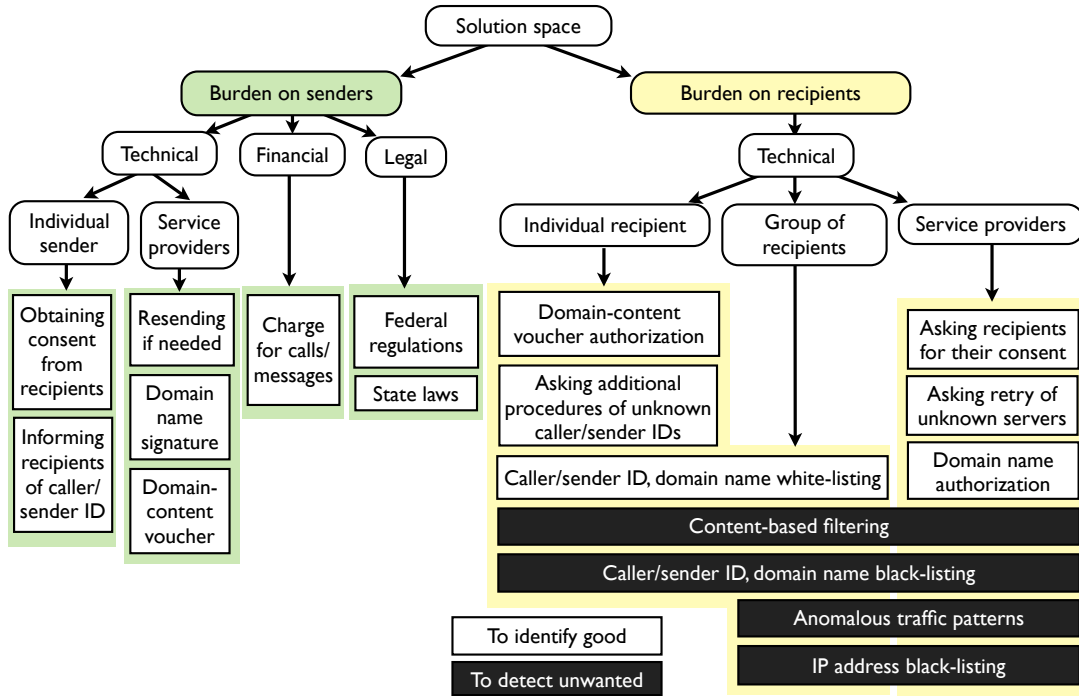 Solution space
Burden on senders
Burden on recipients
Technical
Financial
Legal
Technical
Individual
sender
Service
providers
Individual recipient
Group of
recipients
Service providers
Obtaining
consent
from
recipients
Informing
recipients
of caller/
sender ID
Resending
if needed
Domain
name
signature
Domain-
content
voucher
Charge
for calls/
messages
Federal
regulations
State laws
Domain-content
voucher authorization
Asking additional
procedures of unknown
caller/sender IDs
Asking recipients
for their consent
Asking retry of
unknown servers
Domain name
authorization
Caller/sender ID, domain name white-listing
Content-based filtering
Caller/sender ID, domain name black-listing
Anomalous traffic patterns
IP address black-listing
To identify good
To detect unwanted